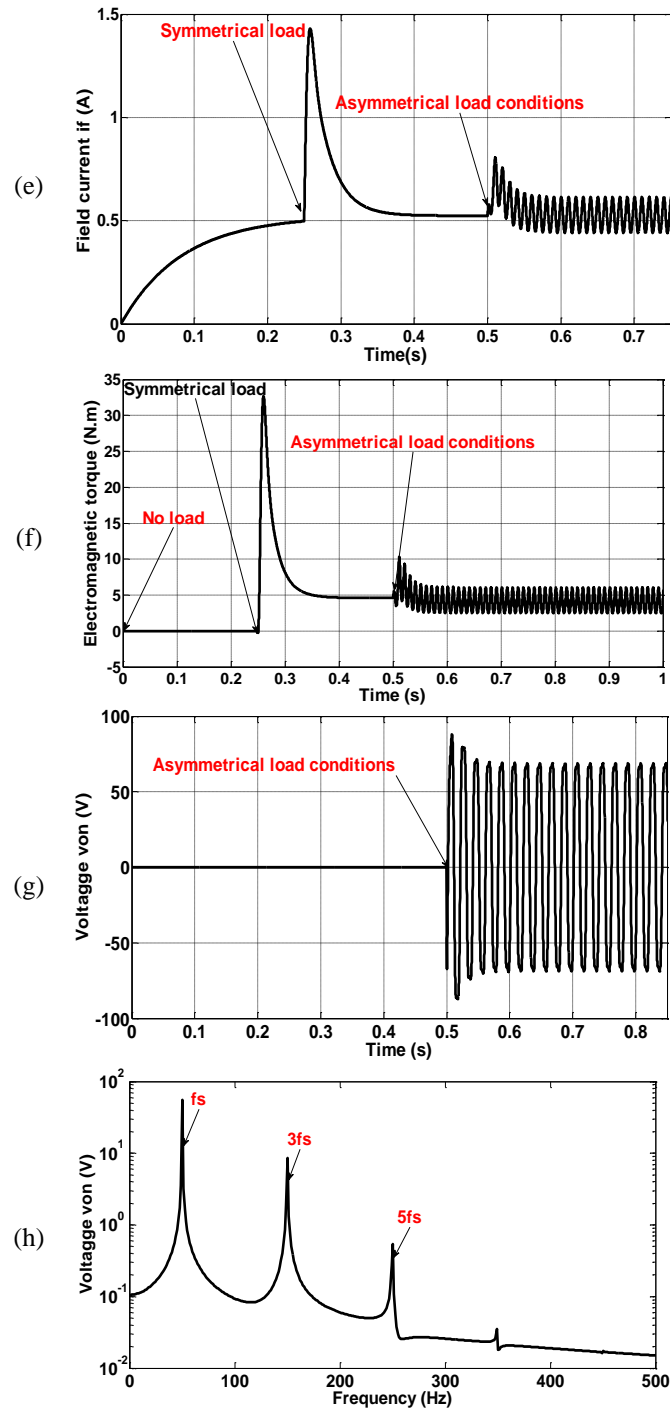 (e)
Field current if (A)
1.5
1
0.5
0
Symmetrical load
Asymmetrical load conditions
0 0.1 0.2 0.3 0.4 0.5 0.6 0.7
Time(s)
(f)
Electromagnetic torque (N.m)
35
30
25
20
15
10
5
0
-5
Symmetrical load
Asymmetrical load conditions
No load
0 0.1 0.2 0.3 0.4 0.5 0.6 0.7 0.8 0.9 1
Time (s)
(g)
Voltagge von (V)
100
50
0
-50
-100
Asymmetrical load conditions
0 0.1 0.2 0.3 0.4 0.5 0.6 0.7 0.8
Time (s)
(h)
Voltagge von (V)
10^2
10^1
10^0
10^-1
10^-2
fs
3fs
5fs
0 100 200 300 400 500
Frequency (Hz)